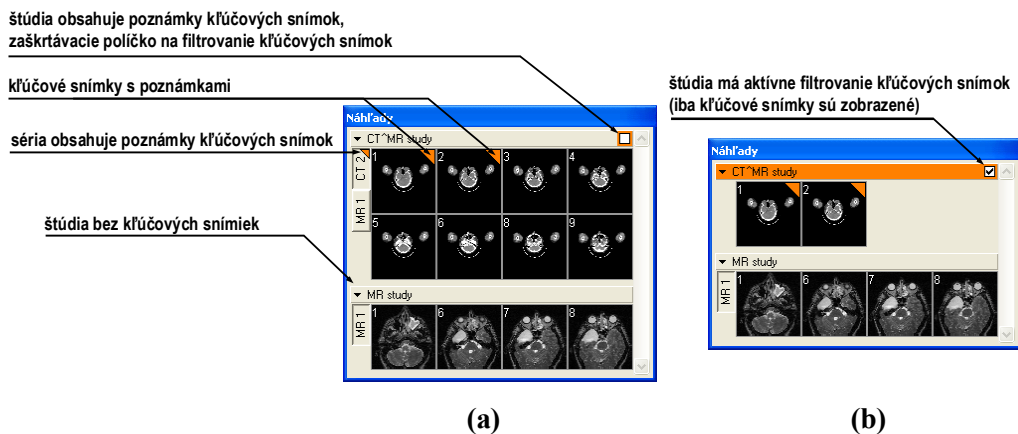 štúdia obsahuje poznámky kľúčových snímok,
zaškrtávacie políčko na filtrovanie kľúčových snímok
kľúčové snímky s poznámkami
séria obsahuje poznámky kľúčových snímok
štúdia bez kľúčových snímiek
Náhľady
CT^MR study
CT 2
MR 1
1 2 3 4
5 6 8 9
MR study
MR 1
1 6 7 8
(a)
štúdia má aktívne filtrovanie kľúčových snímok
(iba kľúčové snímky sú zobrazené)
Náhľady
CT^MR study
1 2
MR study
MR 1
1 6 7 8
(b)